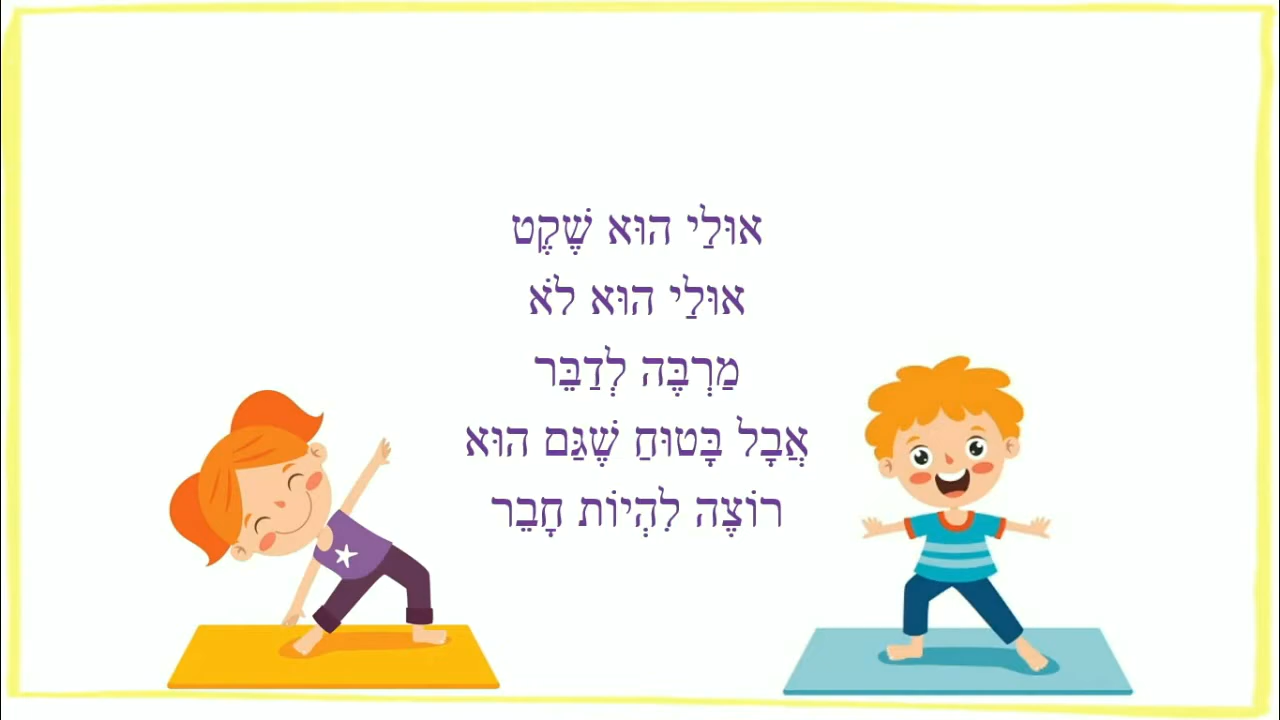 אוּלַי הוּא שֶׁקֶט
אוּלַי הוּא לֹא
מַרְבֶּה לְדַבֵּר
אֲבָל בָּטוּחַ שֶׁגַּם הוּא
רוֹצֶה לִהְיוֹת חָבֵר